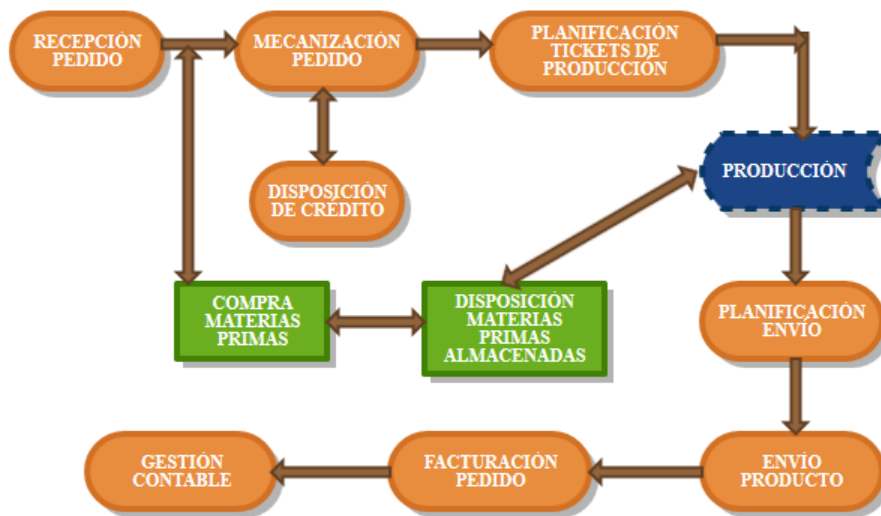 RECEPCIÓN
PEDIDO
MECANIZACIÓN
PEDIDO
PLANIFICACIÓN
TICKETS DE
PRODUCCIÓN
DISPOSICIÓN
DE CRÉDITO
PRODUCCIÓN
COMPRA
MATERIAS
PRIMAS
DISPOSICIÓN
MATERIAS
PRIMAS
ALMACENADAS
PLANIFICACIÓN
ENVÍO
GESTIÓN
CONTABLE
FACTURACIÓN
PEDIDO
ENVÍO
PRODUCTO